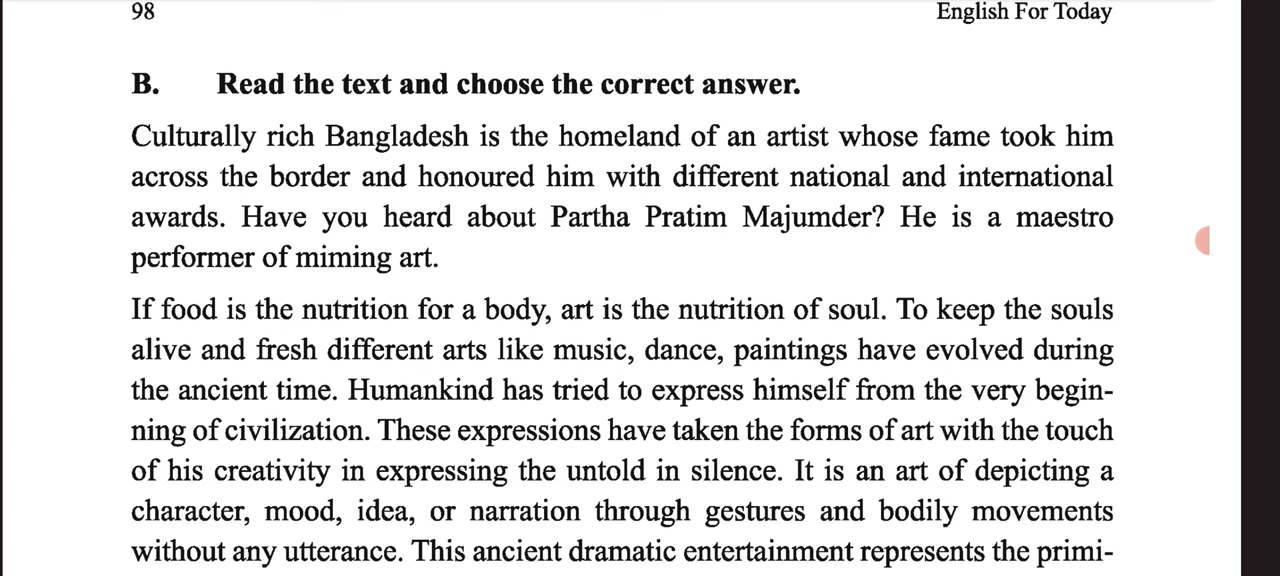 98 English For Today
B. Read the text and choose the correct answer.
Culturally rich Bangladesh is the homeland of an artist whose fame took him
across the border and honoured him with different national and international
awards. Have you heard about Partha Pratim Majumder? He is a maestro
performer of miming art.
If food is the nutrition for a body, art is the nutrition of soul. To keep the souls
alive and fresh different arts like music, dance, paintings have evolved during
the ancient time. Humankind has tried to express himself from the very begin-
ning of civilization. These expressions have taken the forms of art with the touch
of his creativity in expressing the untold in silence. It is an art of depicting a
character, mood, idea, or narration through gestures and bodily movements
without any utterance. This ancient dramatic entertainment represents the primi-